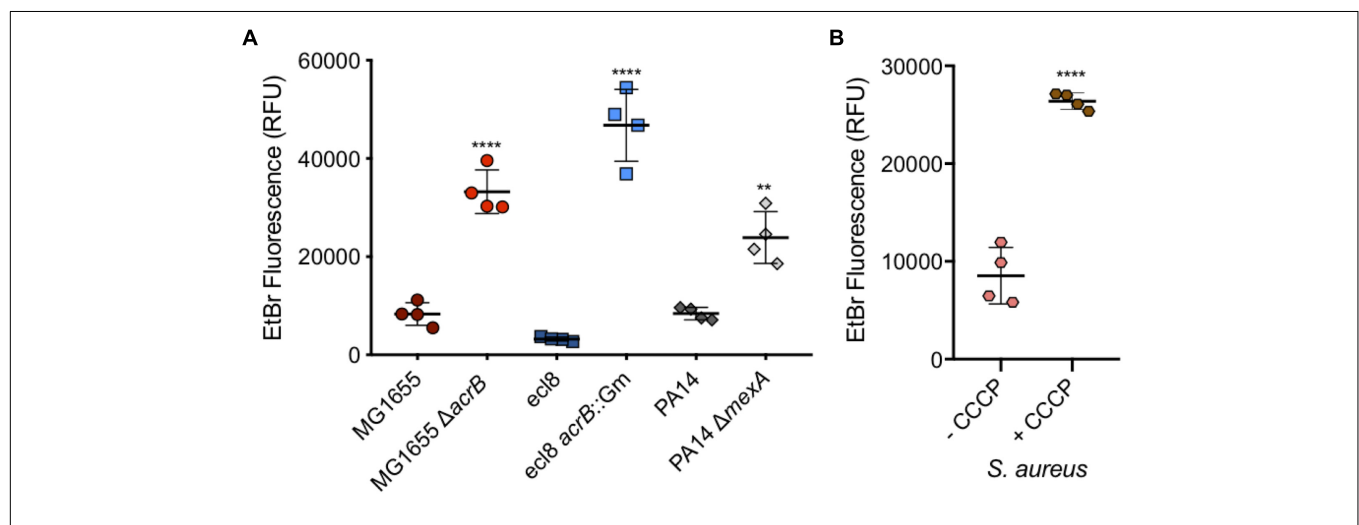 A
EtBr Fluorescence (RFU)
60000
40000
20000
0
****
****
**
MG1655
MG1655 ΔacrB
ecl8
ecl8 acrB::Gm
PA14
PA14 ΔmexA
B
EtBr Fluorescence (RFU)
30000
20000
10000
0
****
- CCCP
+ CCCP
S. aureus